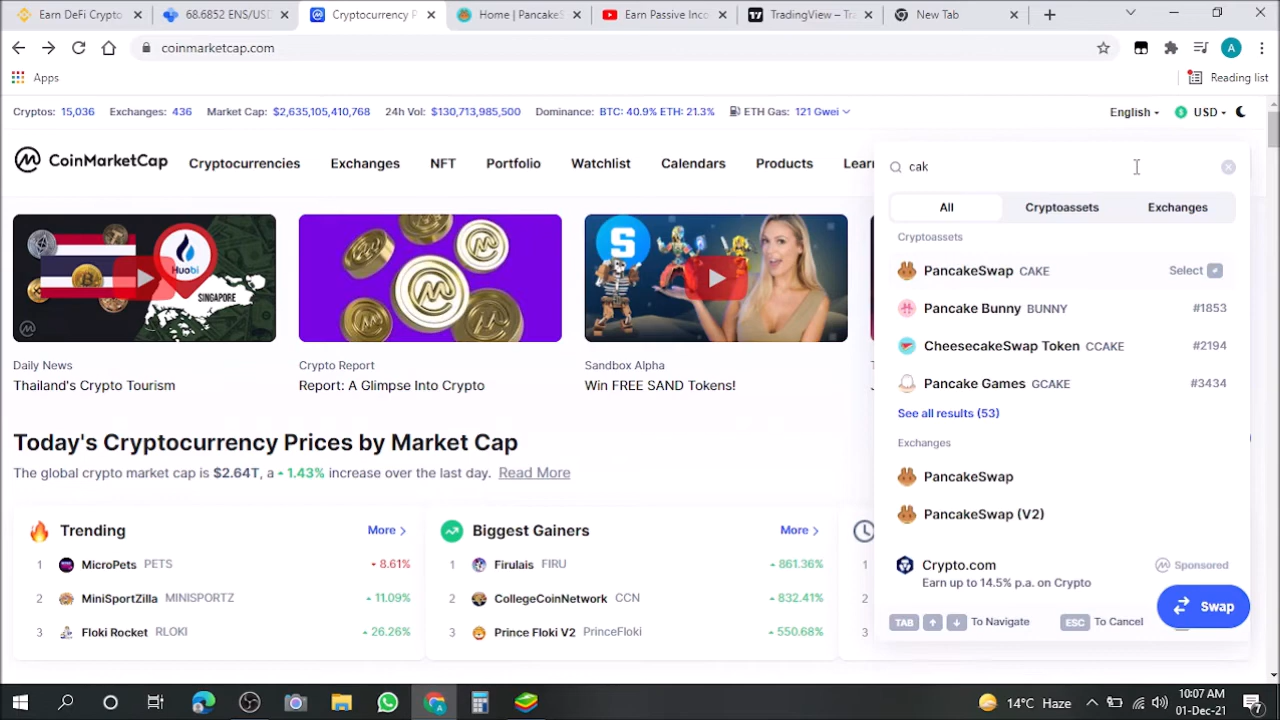 Earn DeFi Crypto
68.6852 ENS/USD
Cryptocurrency P
Home | PancakeS
Earn Passive Inco
TradingView – Tra
New Tab
coinmarketcap.com
A
Apps
Reading list
Cryptos: 15,036 Exchanges: 436 Market Cap: $2,635,105,410,768 24h Vol: $130,713,985,500 Dominance: BTC: 40.9% ETH: 21.3% ETH Gas: 121 Gwei
English
USD
CoinMarketCap
Cryptocurrencies Exchanges NFT Portfolio Watchlist Calendars Products Learn
cak
All Cryptoassets Exchanges
Cryptoassets
PancakeSwap CAKE Select
Pancake Bunny BUNNY #1853
CheesecakeSwap Token CCAKE #2194
Pancake Games GCAKE #3434
See all results (53)
Exchanges
PancakeSwap
PancakeSwap (V2)
Crypto.com Sponsored
Earn up to 14.5% p.a. on Crypto
Swap
TAB To Navigate ESC To Cancel
Huobi
SINGAPORE
Daily News
Thailand's Crypto Tourism
Crypto Report
Report: A Glimpse Into Crypto
Sandbox Alpha
Win FREE SAND Tokens!
Today's Cryptocurrency Prices by Market Cap
The global crypto market cap is $2.64T, a 1.43% increase over the last day. Read More
Trending More
1 MicroPets PETS 8.61%
2 MiniSportZilla MINISPORTZ 11.09%
3 Floki Rocket RLOKI 26.26%
Biggest Gainers More
1 Firulais FIRU 861.36%
2 CollegeCoinNetwork CCN 832.41%
3 Prince Floki V2 PrinceFloki 550.68%
1
2
3
14°C Haze
10:07 AM
01-Dec-21
7